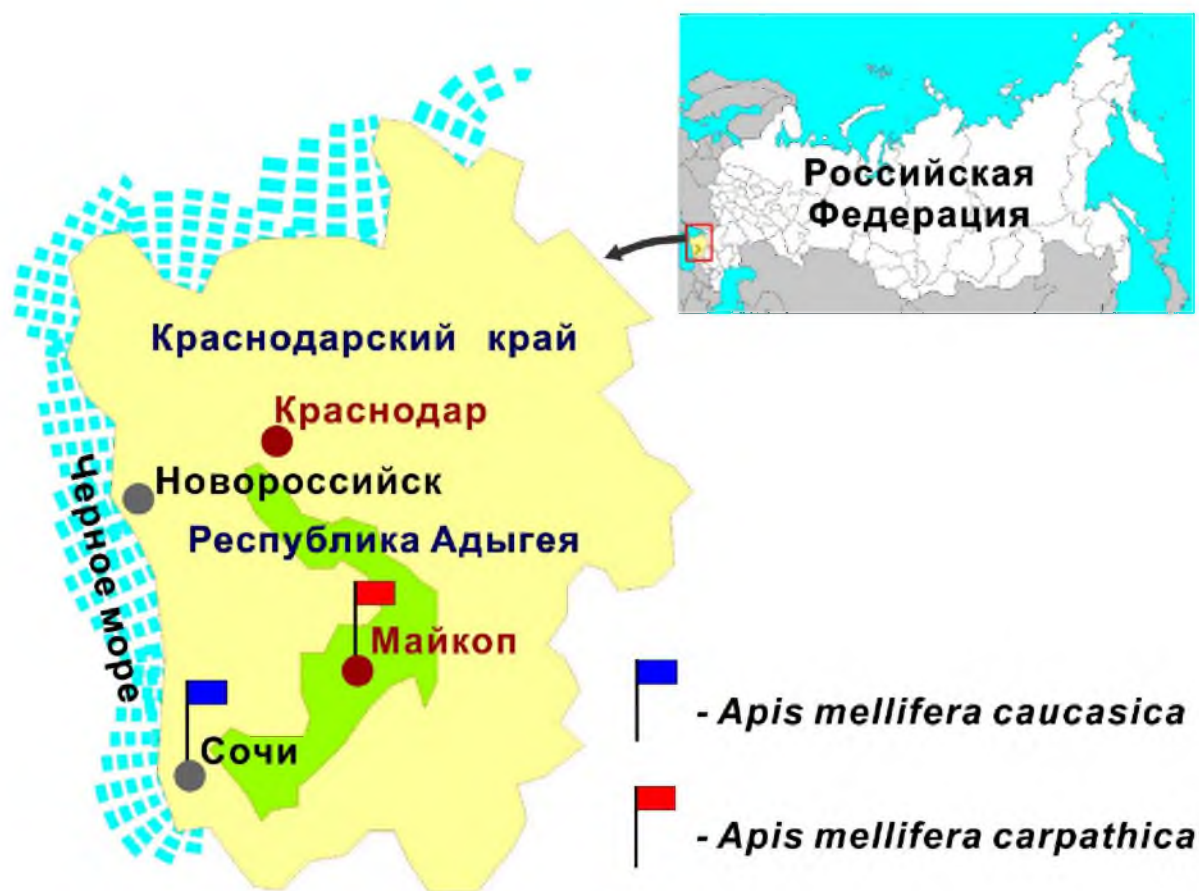 Российская
Федерация
Краснодарский край
Краснодар
Новороссийск
Республика Адыгея
Черное море
Майкоп
Сочи
- Apis mellifera caucasica
- Apis mellifera carpathica